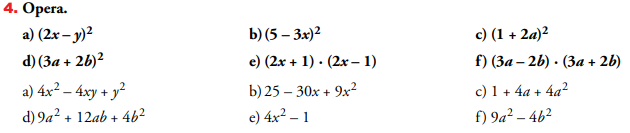 4. Opera.
a) (2x – y)² b) (5 – 3x)² c) (1 + 2a)²
d) (3a + 2b)² e) (2x + 1) · (2x – 1) f) (3a – 2b) · (3a + 2b)
a) 4x² – 4xy + y² b) 25 – 30x + 9x² c) 1 + 4a + 4a²
d) 9a² + 12ab + 4b² e) 4x² – 1 f) 9a² – 4b²